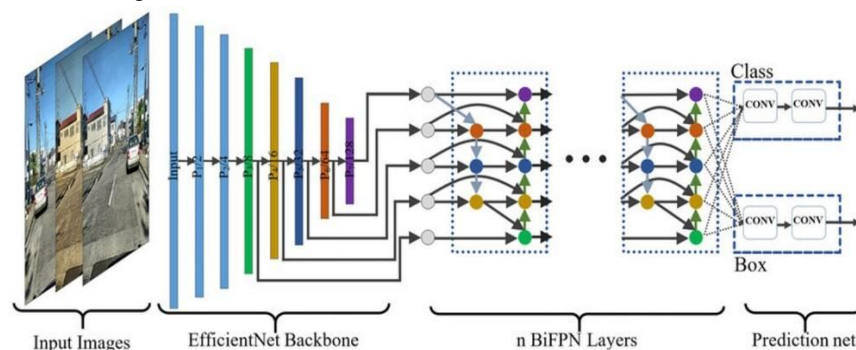 Input
P1/2
P2/4
P3/8
P4/16
P5/32
P6/64
P7/128
Class
CONV CONV
CONV CONV
Box
Input Images
EfficientNet Backbone
n BiFPN Layers
Prediction net